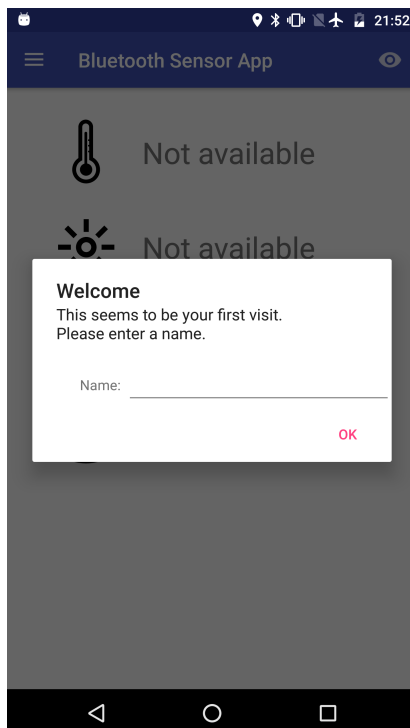 21:52
Bluetooth Sensor App
Not available
Not available
Welcome
This seems to be your first visit.
Please enter a name.
Name:
OK